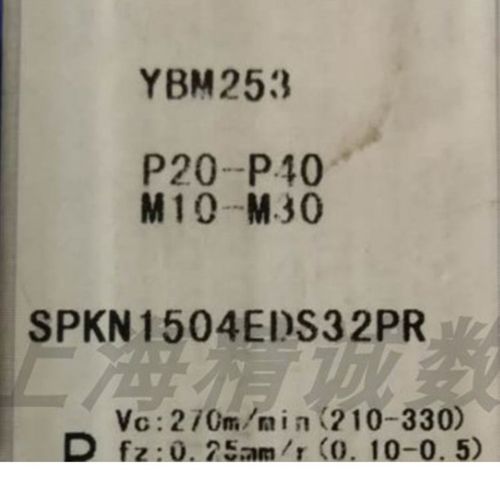 YBM253
P20-P40
M10-M30
SPKN1504EDS32PR
上海精诚数
Vc:270m/min(210-330)
P fz:0.25mm/r(0.10-0.5)